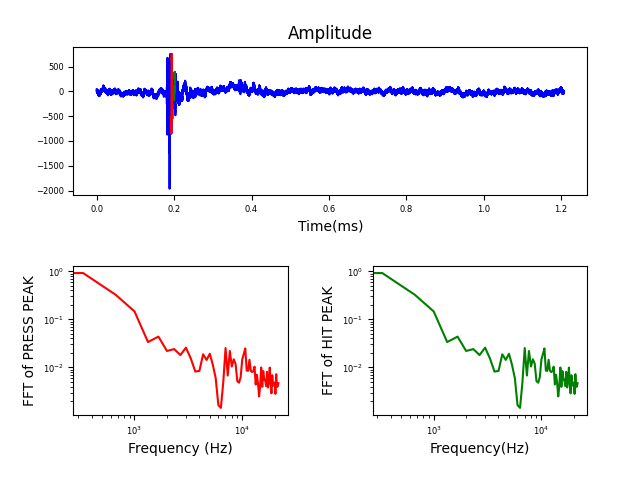 Amplitude
500
0
−500
−1000
−1500
−2000
0.0 0.2 0.4 0.6 0.8 1.0 1.2
Time(ms)
FFT of PRESS PEAK
10⁰
10⁻¹
10⁻²
10³ 10⁴
Frequency (Hz)
FFT of HIT PEAK
10⁰
10⁻¹
10⁻²
10³ 10⁴
Frequency(Hz)